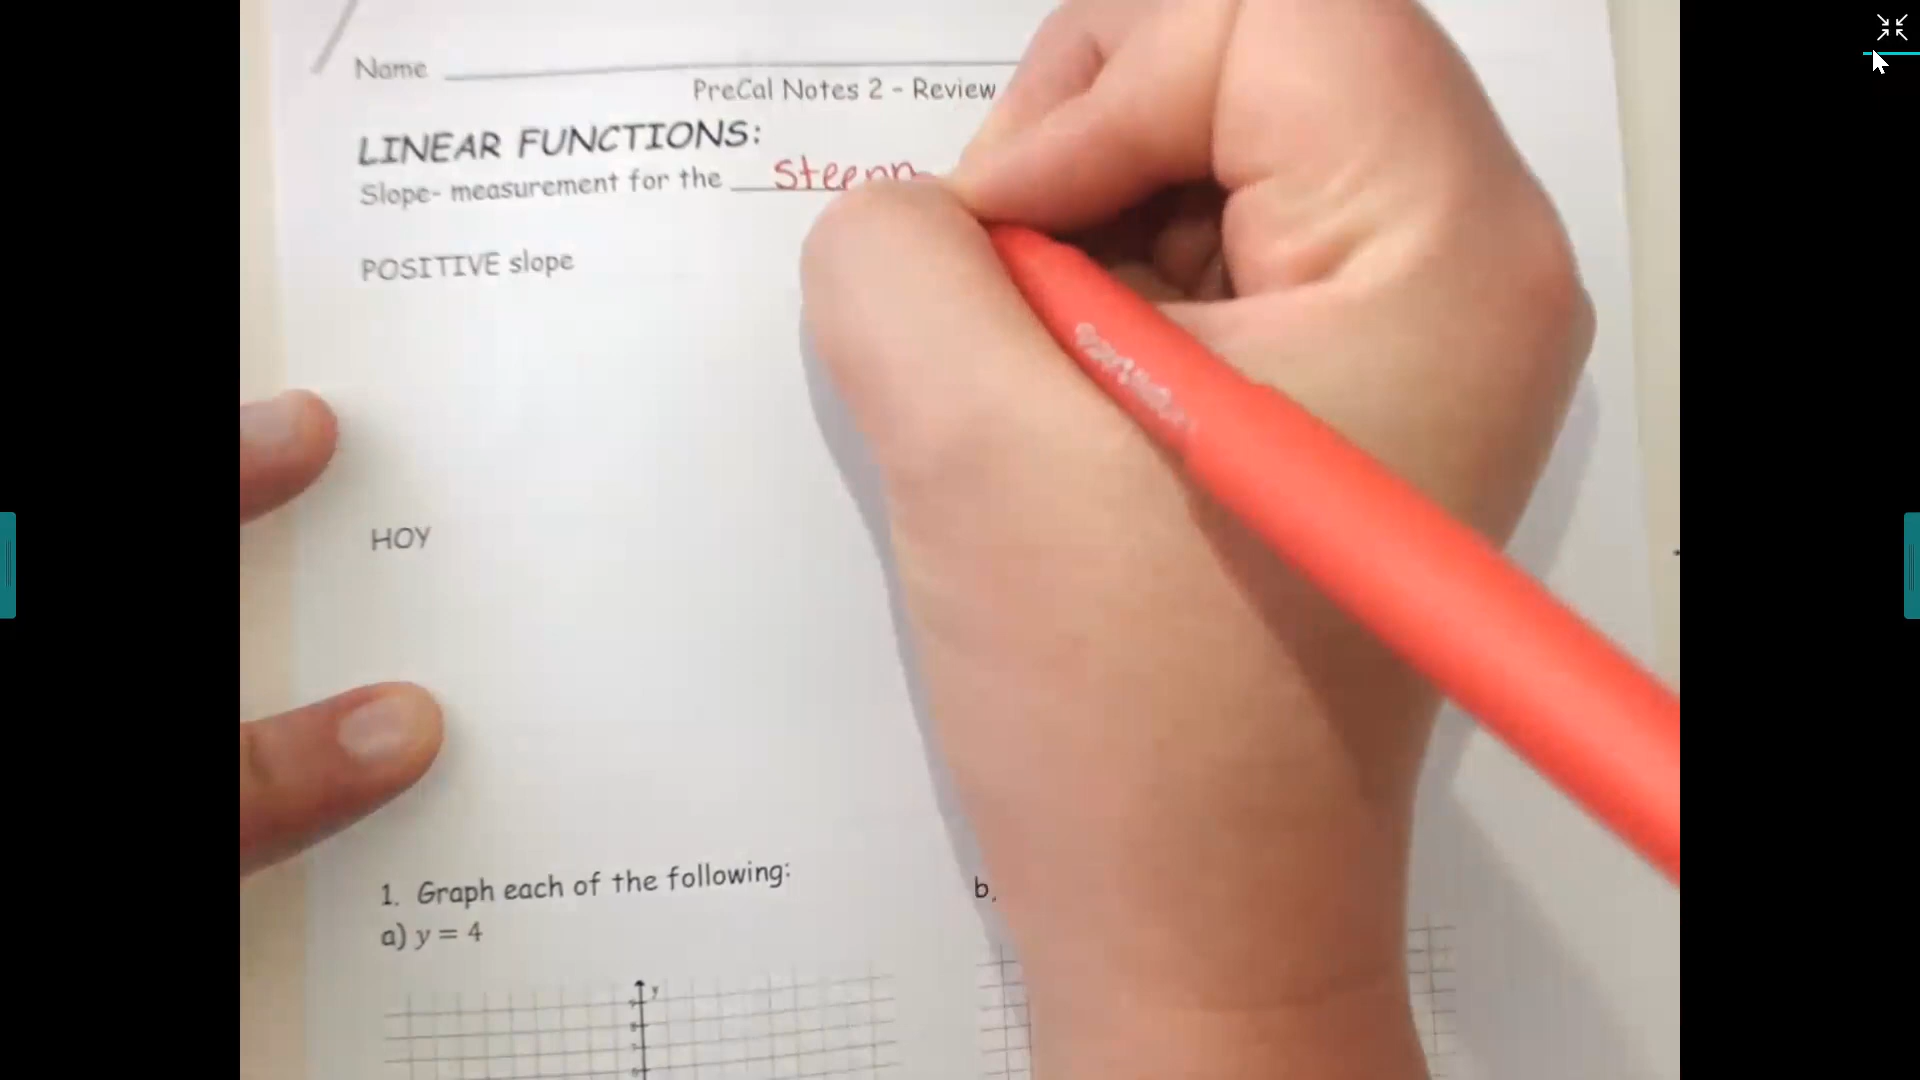 Name
PreCal Notes 2 - Review
LINEAR FUNCTIONS:
Slope- measurement for the Steepn
POSITIVE slope
HOY
1. Graph each of the following:
a) y = 4
b,
y